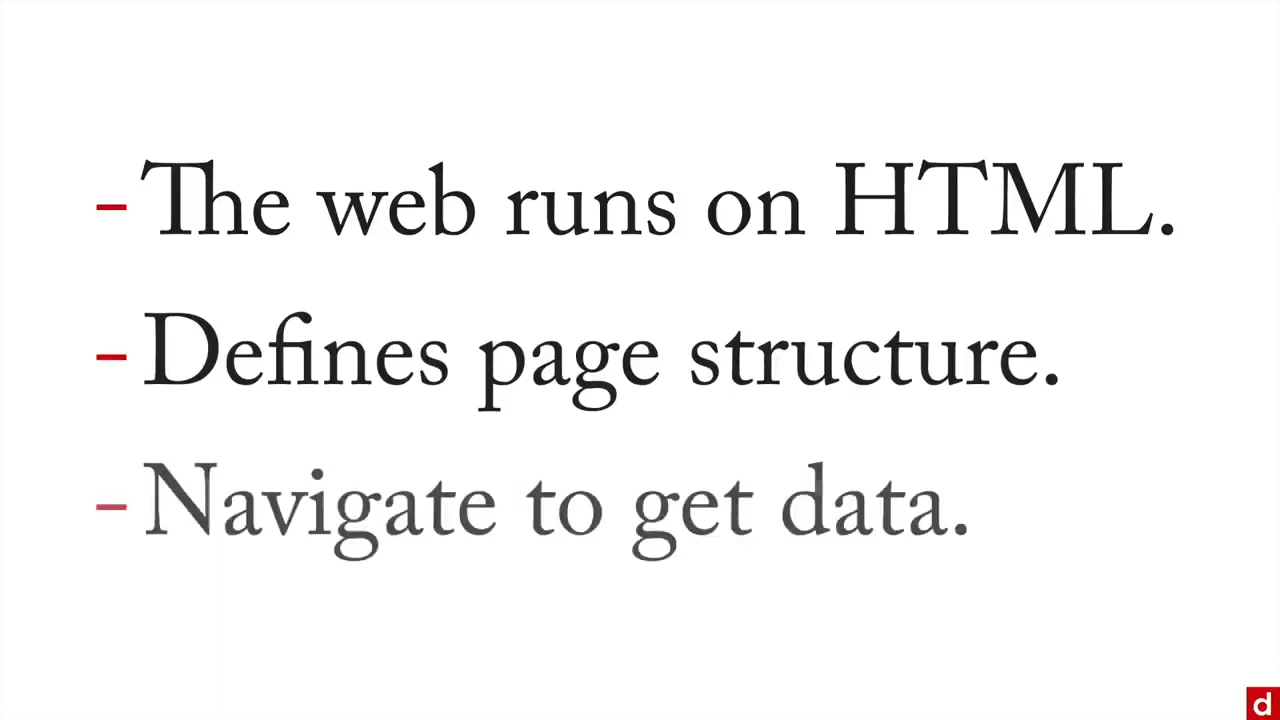 - The web runs on HTML.
- Defines page structure.
- Navigate to get data.
d